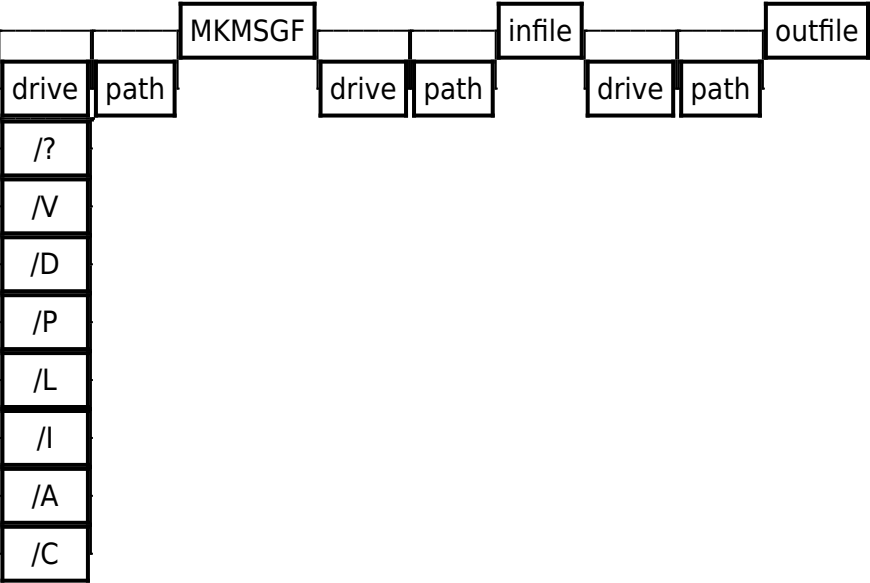 MKMSGF infile outfile
drive path drive path drive path
/?
/V
/D
/P
/L
/I
/A
/C